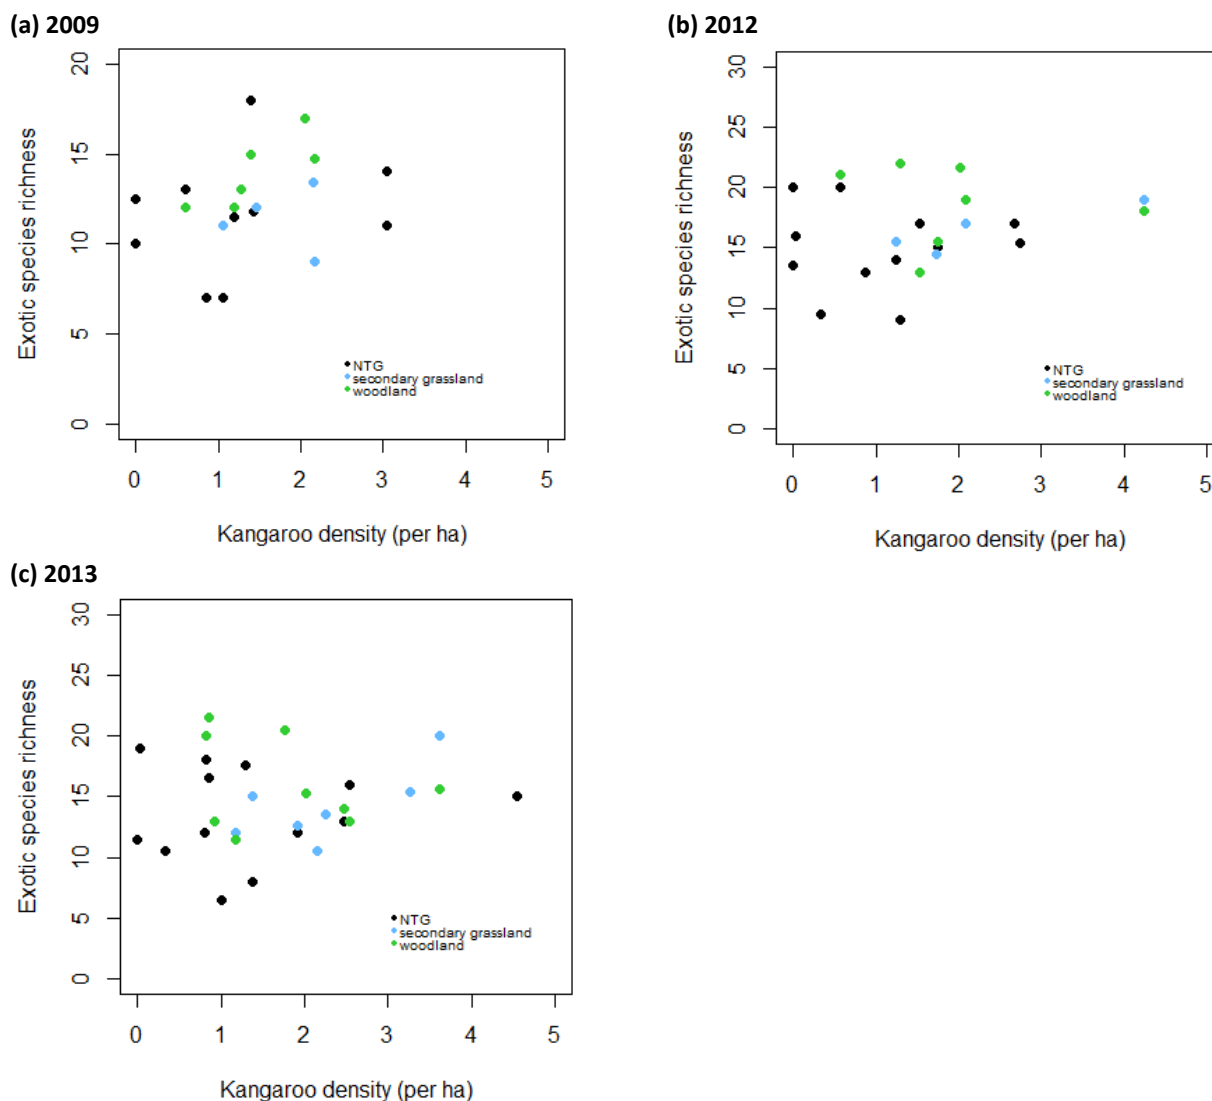 (a) 2009
Exotic species richness
20
15
10
5
0
NTG
secondary grassland
woodland
0 1 2 3 4 5
Kangaroo density (per ha)
(b) 2012
Exotic species richness
30
25
20
15
10
5
0
NTG
secondary grassland
woodland
0 1 2 3 4 5
Kangaroo density (per ha)
(c) 2013
Exotic species richness
30
25
20
15
10
5
0
NTG
secondary grassland
woodland
0 1 2 3 4 5
Kangaroo density (per ha)